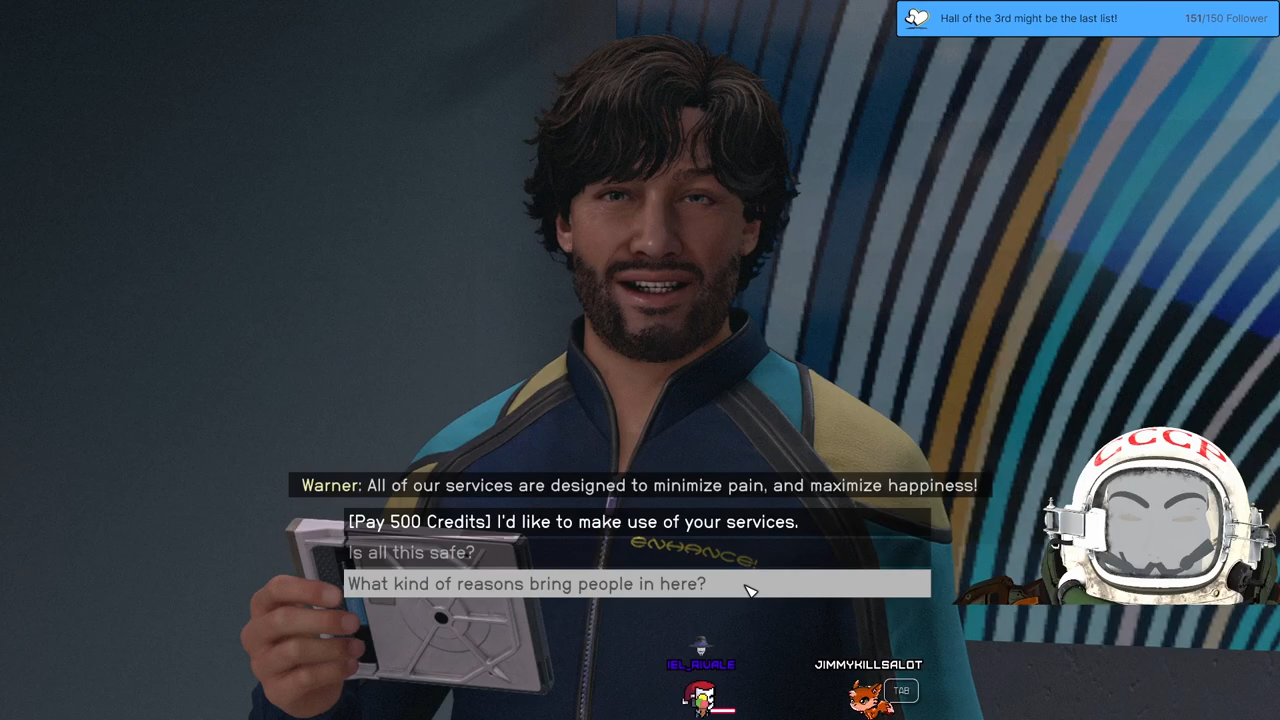 Hall of the 3rd might be the last list! 151/150 Follower
CCCP
Warner: All of our services are designed to minimize pain, and maximize happiness!
[Pay 500 Credits] I'd like to make use of your services.
ENHANCE!
Is all this safe?
What kind of reasons bring people in here?
IEL_RIVALE JIMMYKILLSALOT
TAB